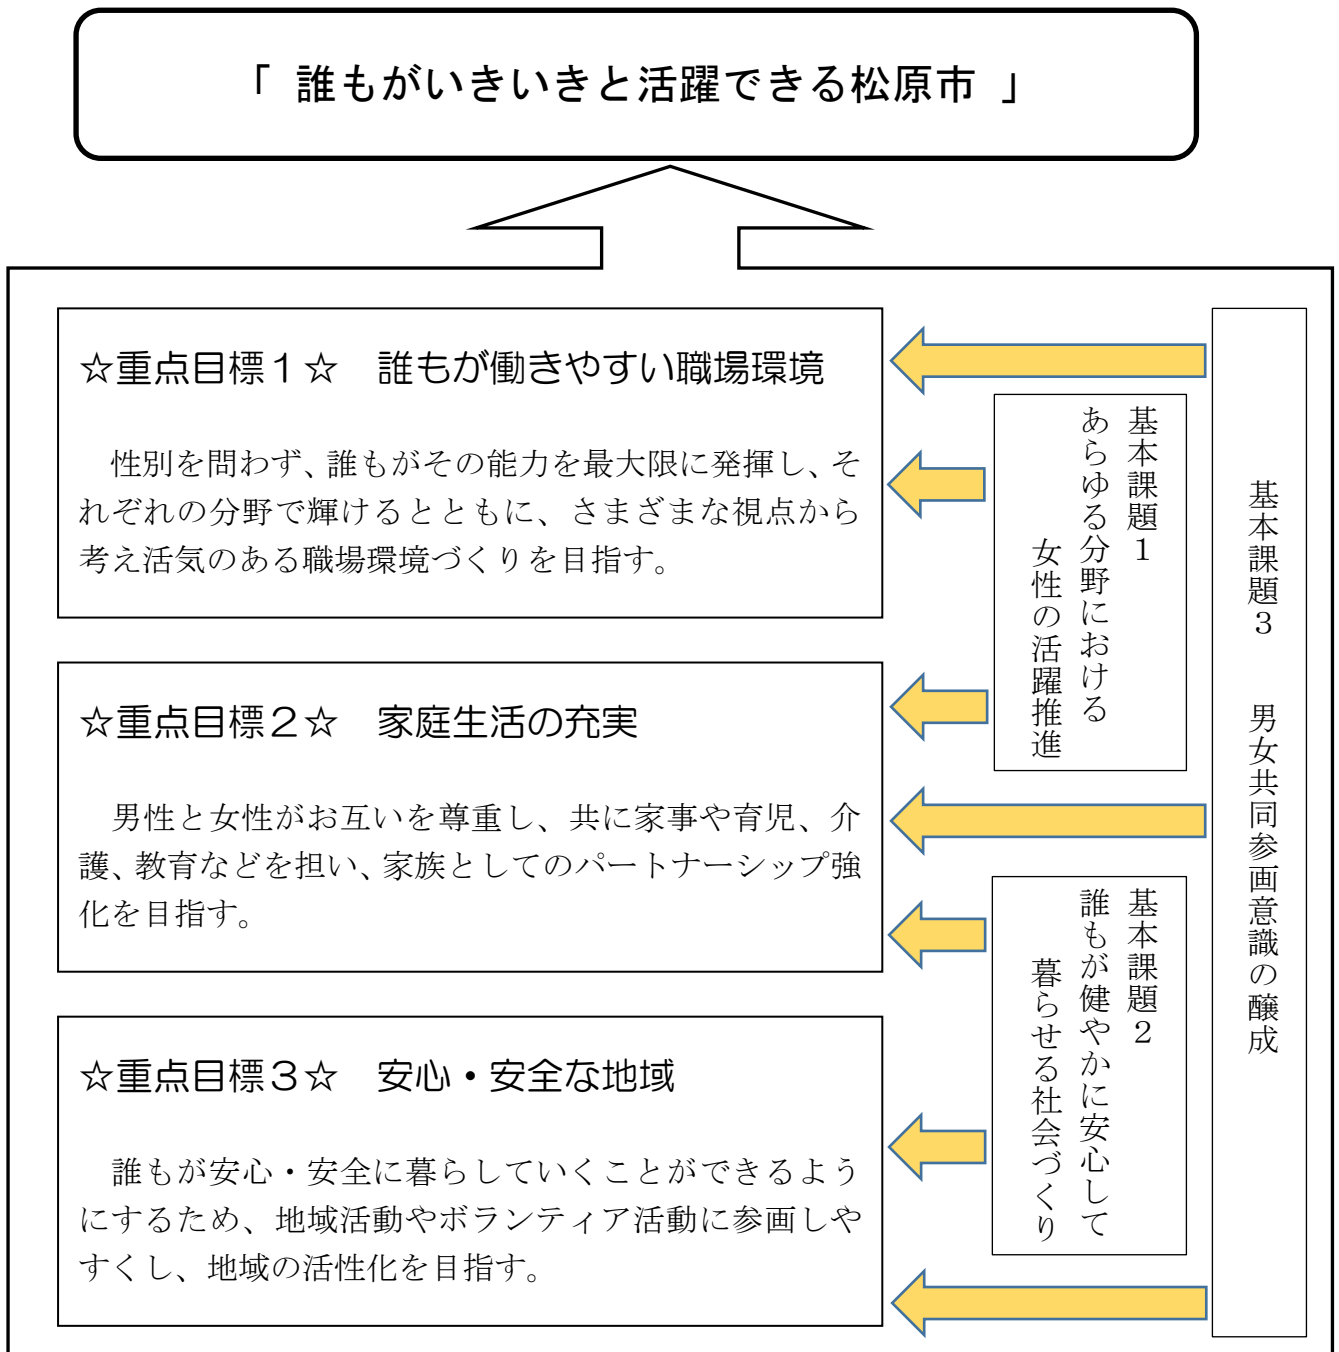 「 誰もがいきいきと活躍できる松原市 」
☆重点目標１☆　誰もが働きやすい職場環境
性別を問わず、誰もがその能力を最大限に発揮し、そ
れぞれの分野で輝けるとともに、さまざまな視点から
考え活気のある職場環境づくりを目指す。
☆重点目標２☆　家庭生活の充実
男性と女性がお互いを尊重し、共に家事や育児、介
護、教育などを担い、家族としてのパートナーシップ強
化を目指す。
☆重点目標３☆　安心・安全な地域
誰もが安心・安全に暮らしていくことができるよう
にするため、地域活動やボランティア活動に参画しや
すくし、地域の活性化を目指す。
基本課題１
あらゆる分野における
女性の活躍推進
基本課題２
誰もが健やかに安心して
暮らせる社会づくり
基本課題３　男女共同参画意識の醸成